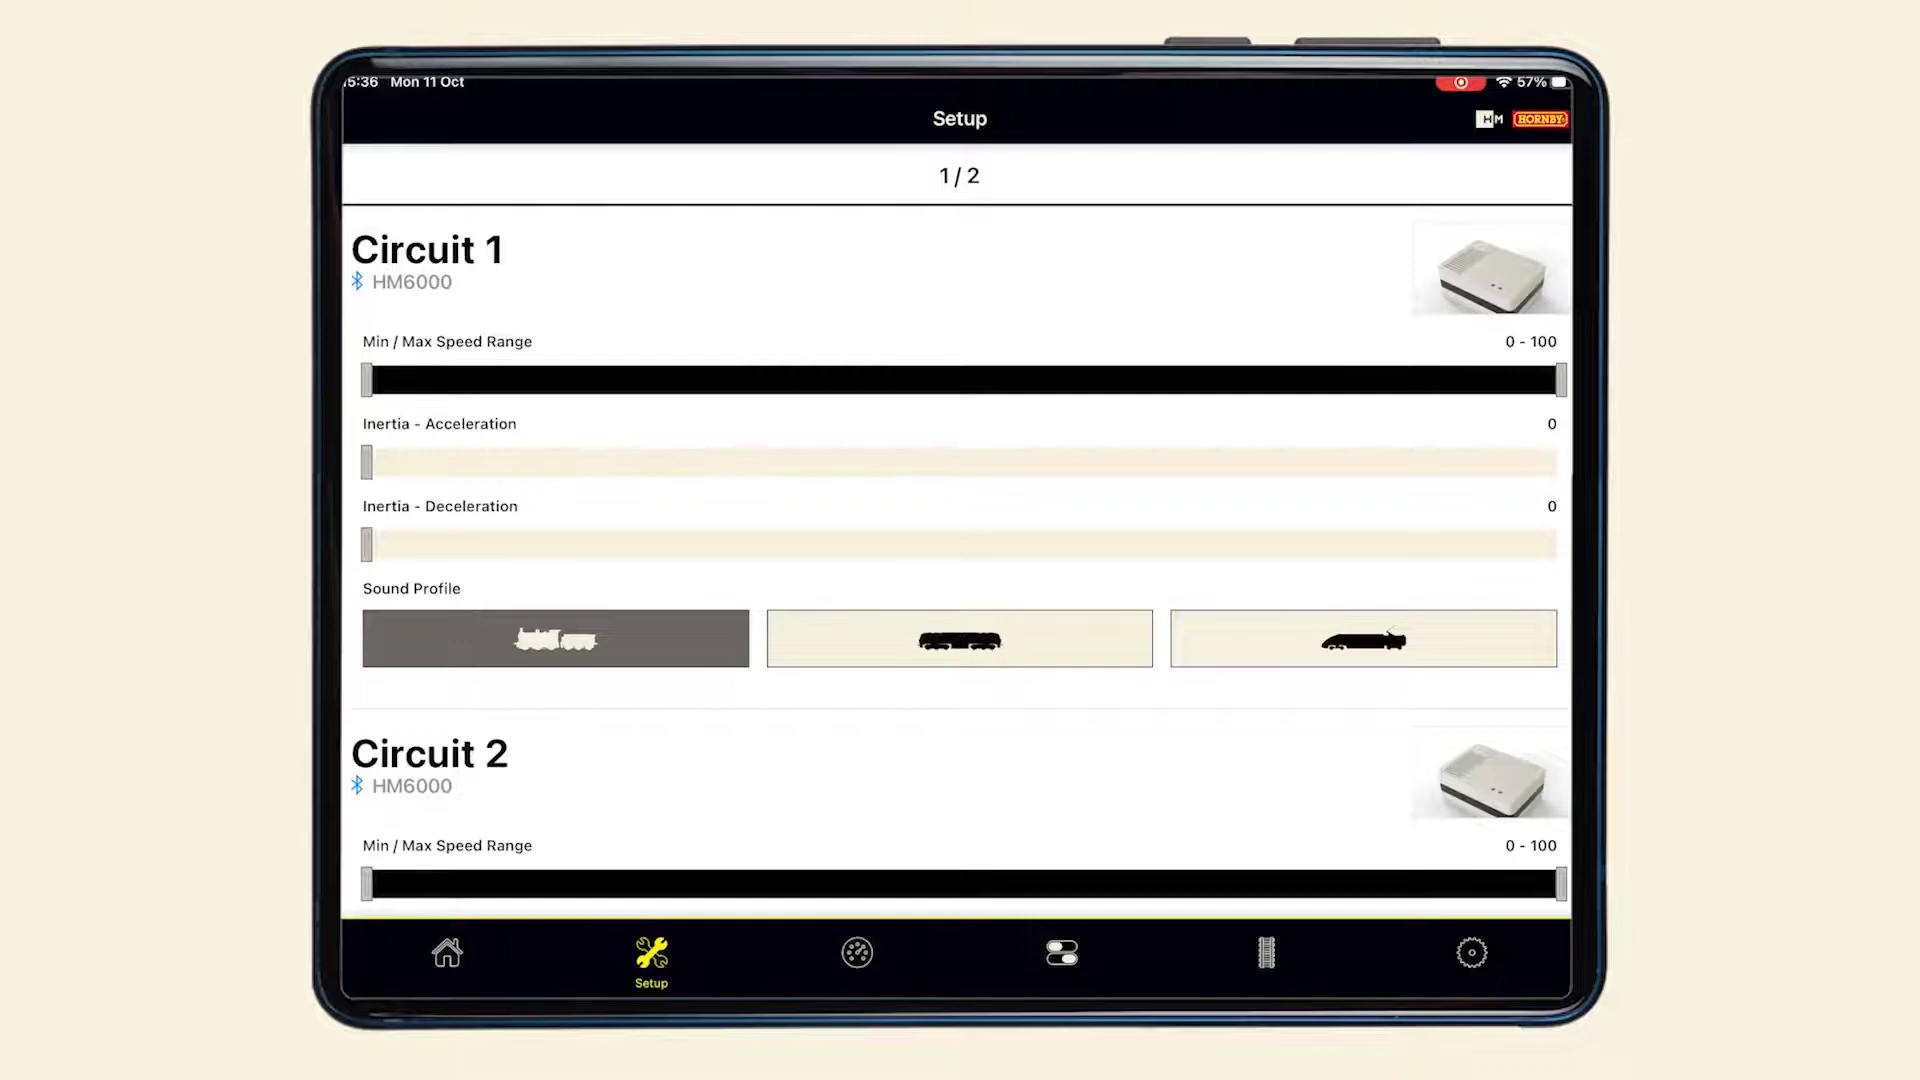 5:36 Mon 11 Oct
57%
Setup
HM HORNBY
1 / 2
Circuit 1
HM6000
Min / Max Speed Range
0 - 100
Inertia - Acceleration
0
Inertia - Deceleration
0
Sound Profile
Circuit 2
HM6000
Min / Max Speed Range
0 - 100
Setup